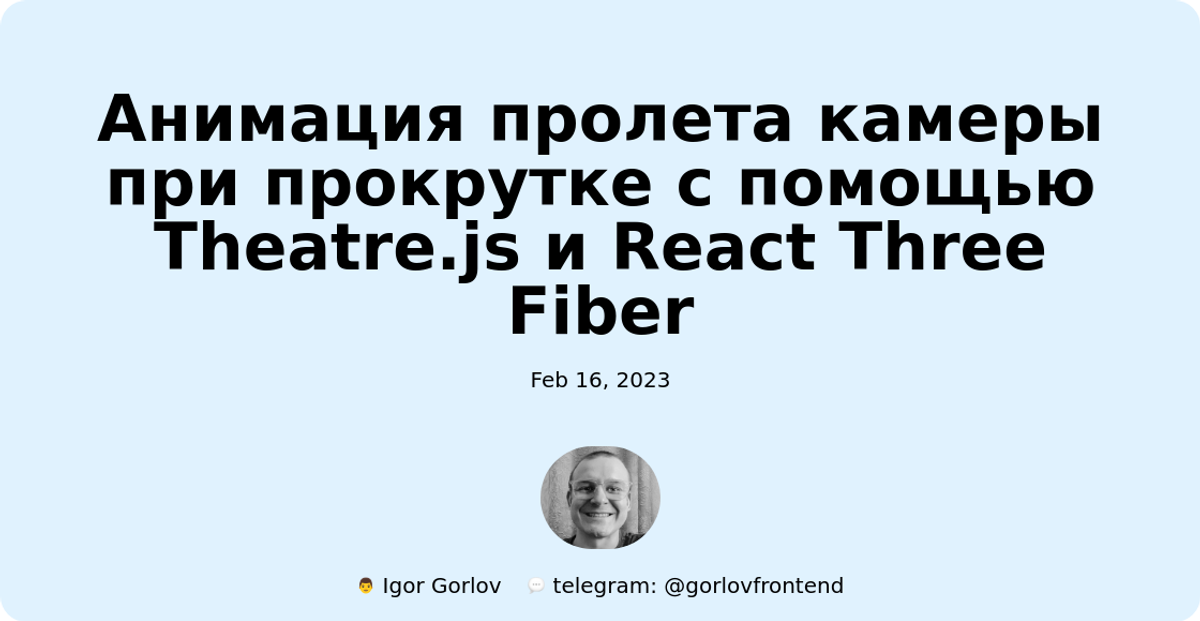 Анимация пролета камеры
при прокрутке с помощью
Theatre.js и React Three
Fiber
Feb 16, 2023
👨 Igor Gorlov 💬 telegram: @gorlovfrontend